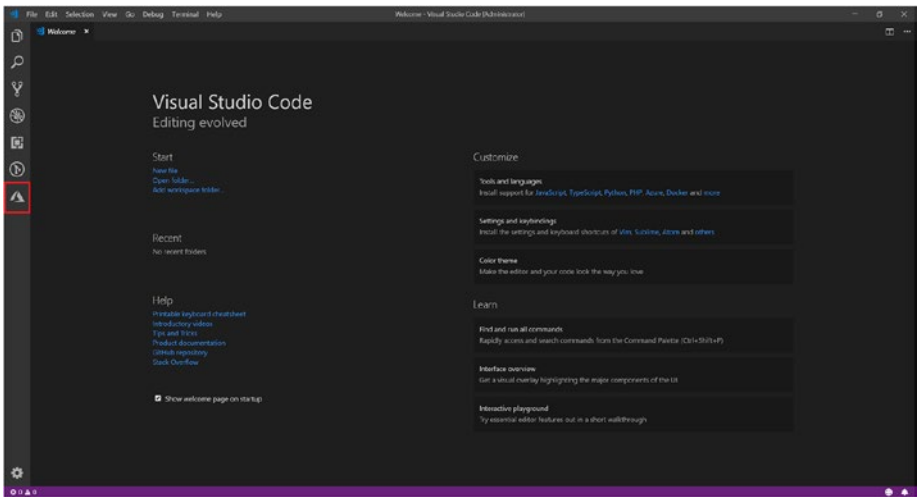 File Edit Selection View Go Debug Terminal Help
Welcome - Visual Studio Code [Administrator]
Welcome ×
Visual Studio Code
Editing evolved
Start
New file
Open folder...
Add workspace folder...
Recent
No recent folders
Help
Printable keyboard cheatsheet
Introductory videos
Tips and Tricks
Product documentation
GitHub repository
Stack Overflow
Show welcome page on startup
Customize
Tools and languages
Install support for JavaScript, TypeScript, Python, PHP, Azure, Docker and more
Settings and keybindings
Install the settings and keyboard shortcuts of Vim, Sublime, Atom and others
Color theme
Make the editor and your code look the way you love
Learn
Find and run all commands
Rapidly access and search commands from the Command Palette (Ctrl+Shift+P)
Interface overview
Get a visual overlay highlighting the major components of the UI
Interactive playground
Try essential editor features out in a short walkthrough
0 0